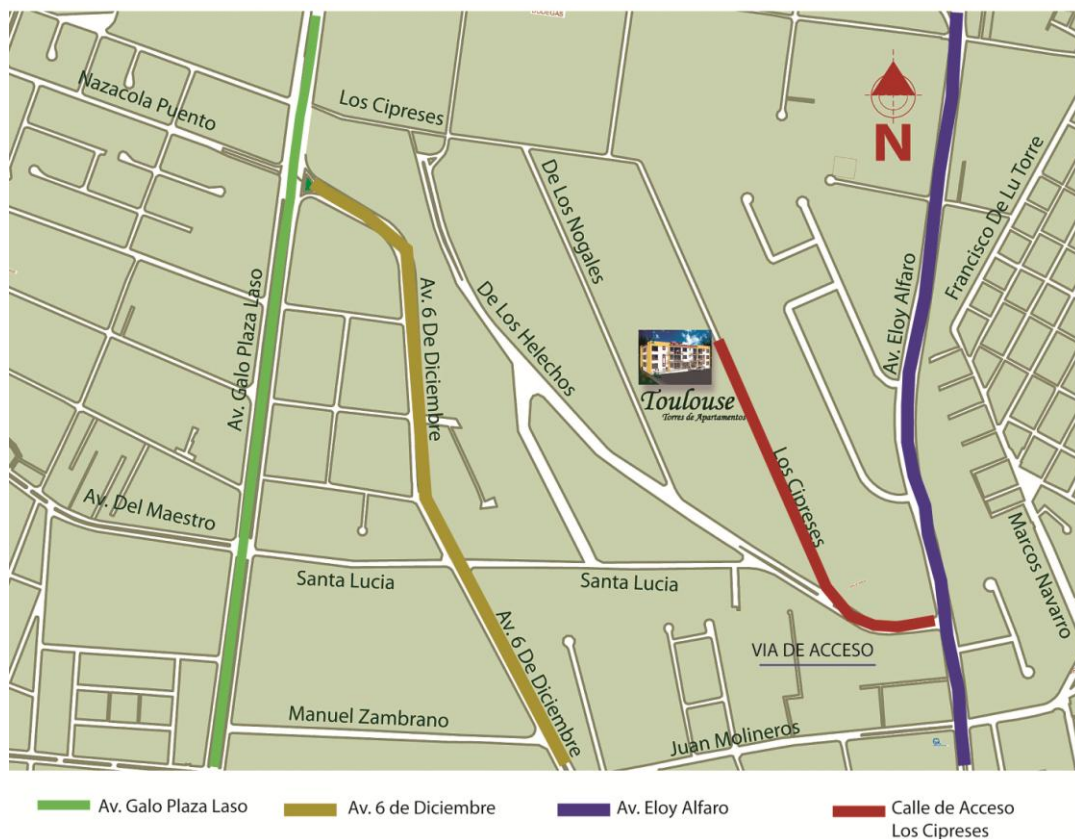 Nazacola Puento
Los Cipreses
N
De Los Nogales
Francisco De Lu Torre
Av. Galo Plaza Laso
Av. 6 De Diciembre
De Los Helechos
Av. Eloy Alfaro
Toulouse
Torres de Apartamentos
Los Cipreses
Av. Del Maestro
Marcos Navarro
Santa Lucia
Santa Lucia
Av. 6 De Diciembre
VIA DE ACCESO
Manuel Zambrano
Juan Molineros
Av. Galo Plaza Laso
Av. 6 de Diciembre
Av. Eloy Alfaro
Calle de Acceso
Los Cipreses